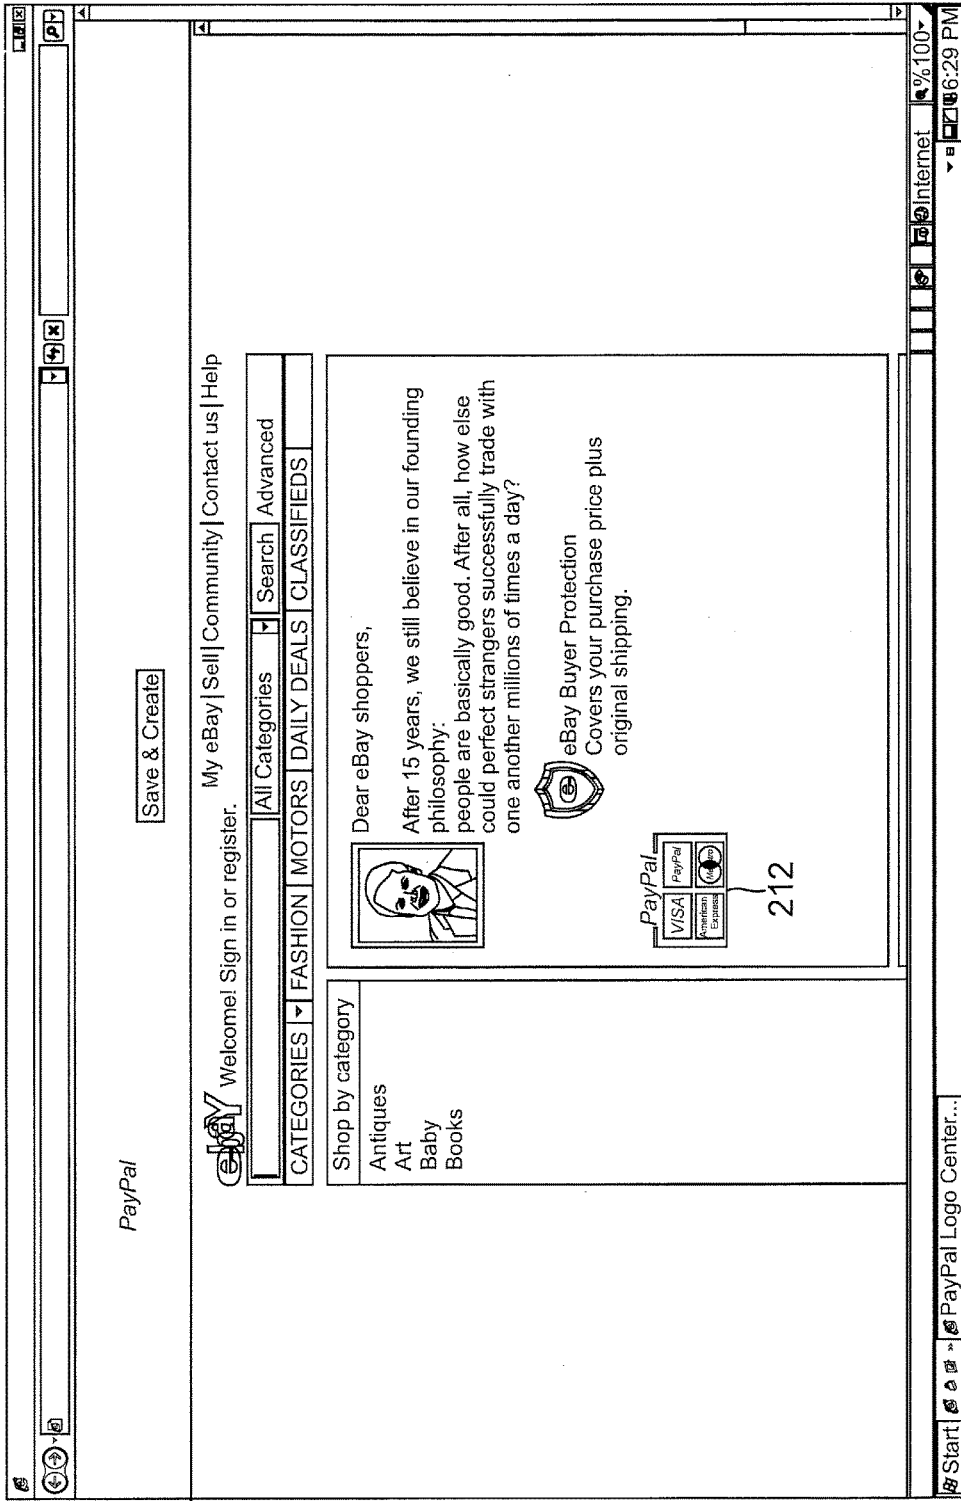 PayPal
Save & Create
ebaY Welcome! Sign in or register. My eBay|Sell|Community|Contact us|Help
All Categories Search Advanced
CATEGORIES FASHION MOTORS DAILY DEALS CLASSIFIEDS
Shop by category
Antiques
Art
Baby
Books
Dear eBay shoppers,
After 15 years, we still believe in our founding
philosophy:
people are basically good. After all, how else
could perfect strangers successfully trade with
one another millions of times a day?
e
eBay Buyer Protection
Covers your purchase price plus
original shipping.
PayPal
VISA PayPal
American
Express
212
Internet %100
Start » PayPal Logo Center... 6:29 PM